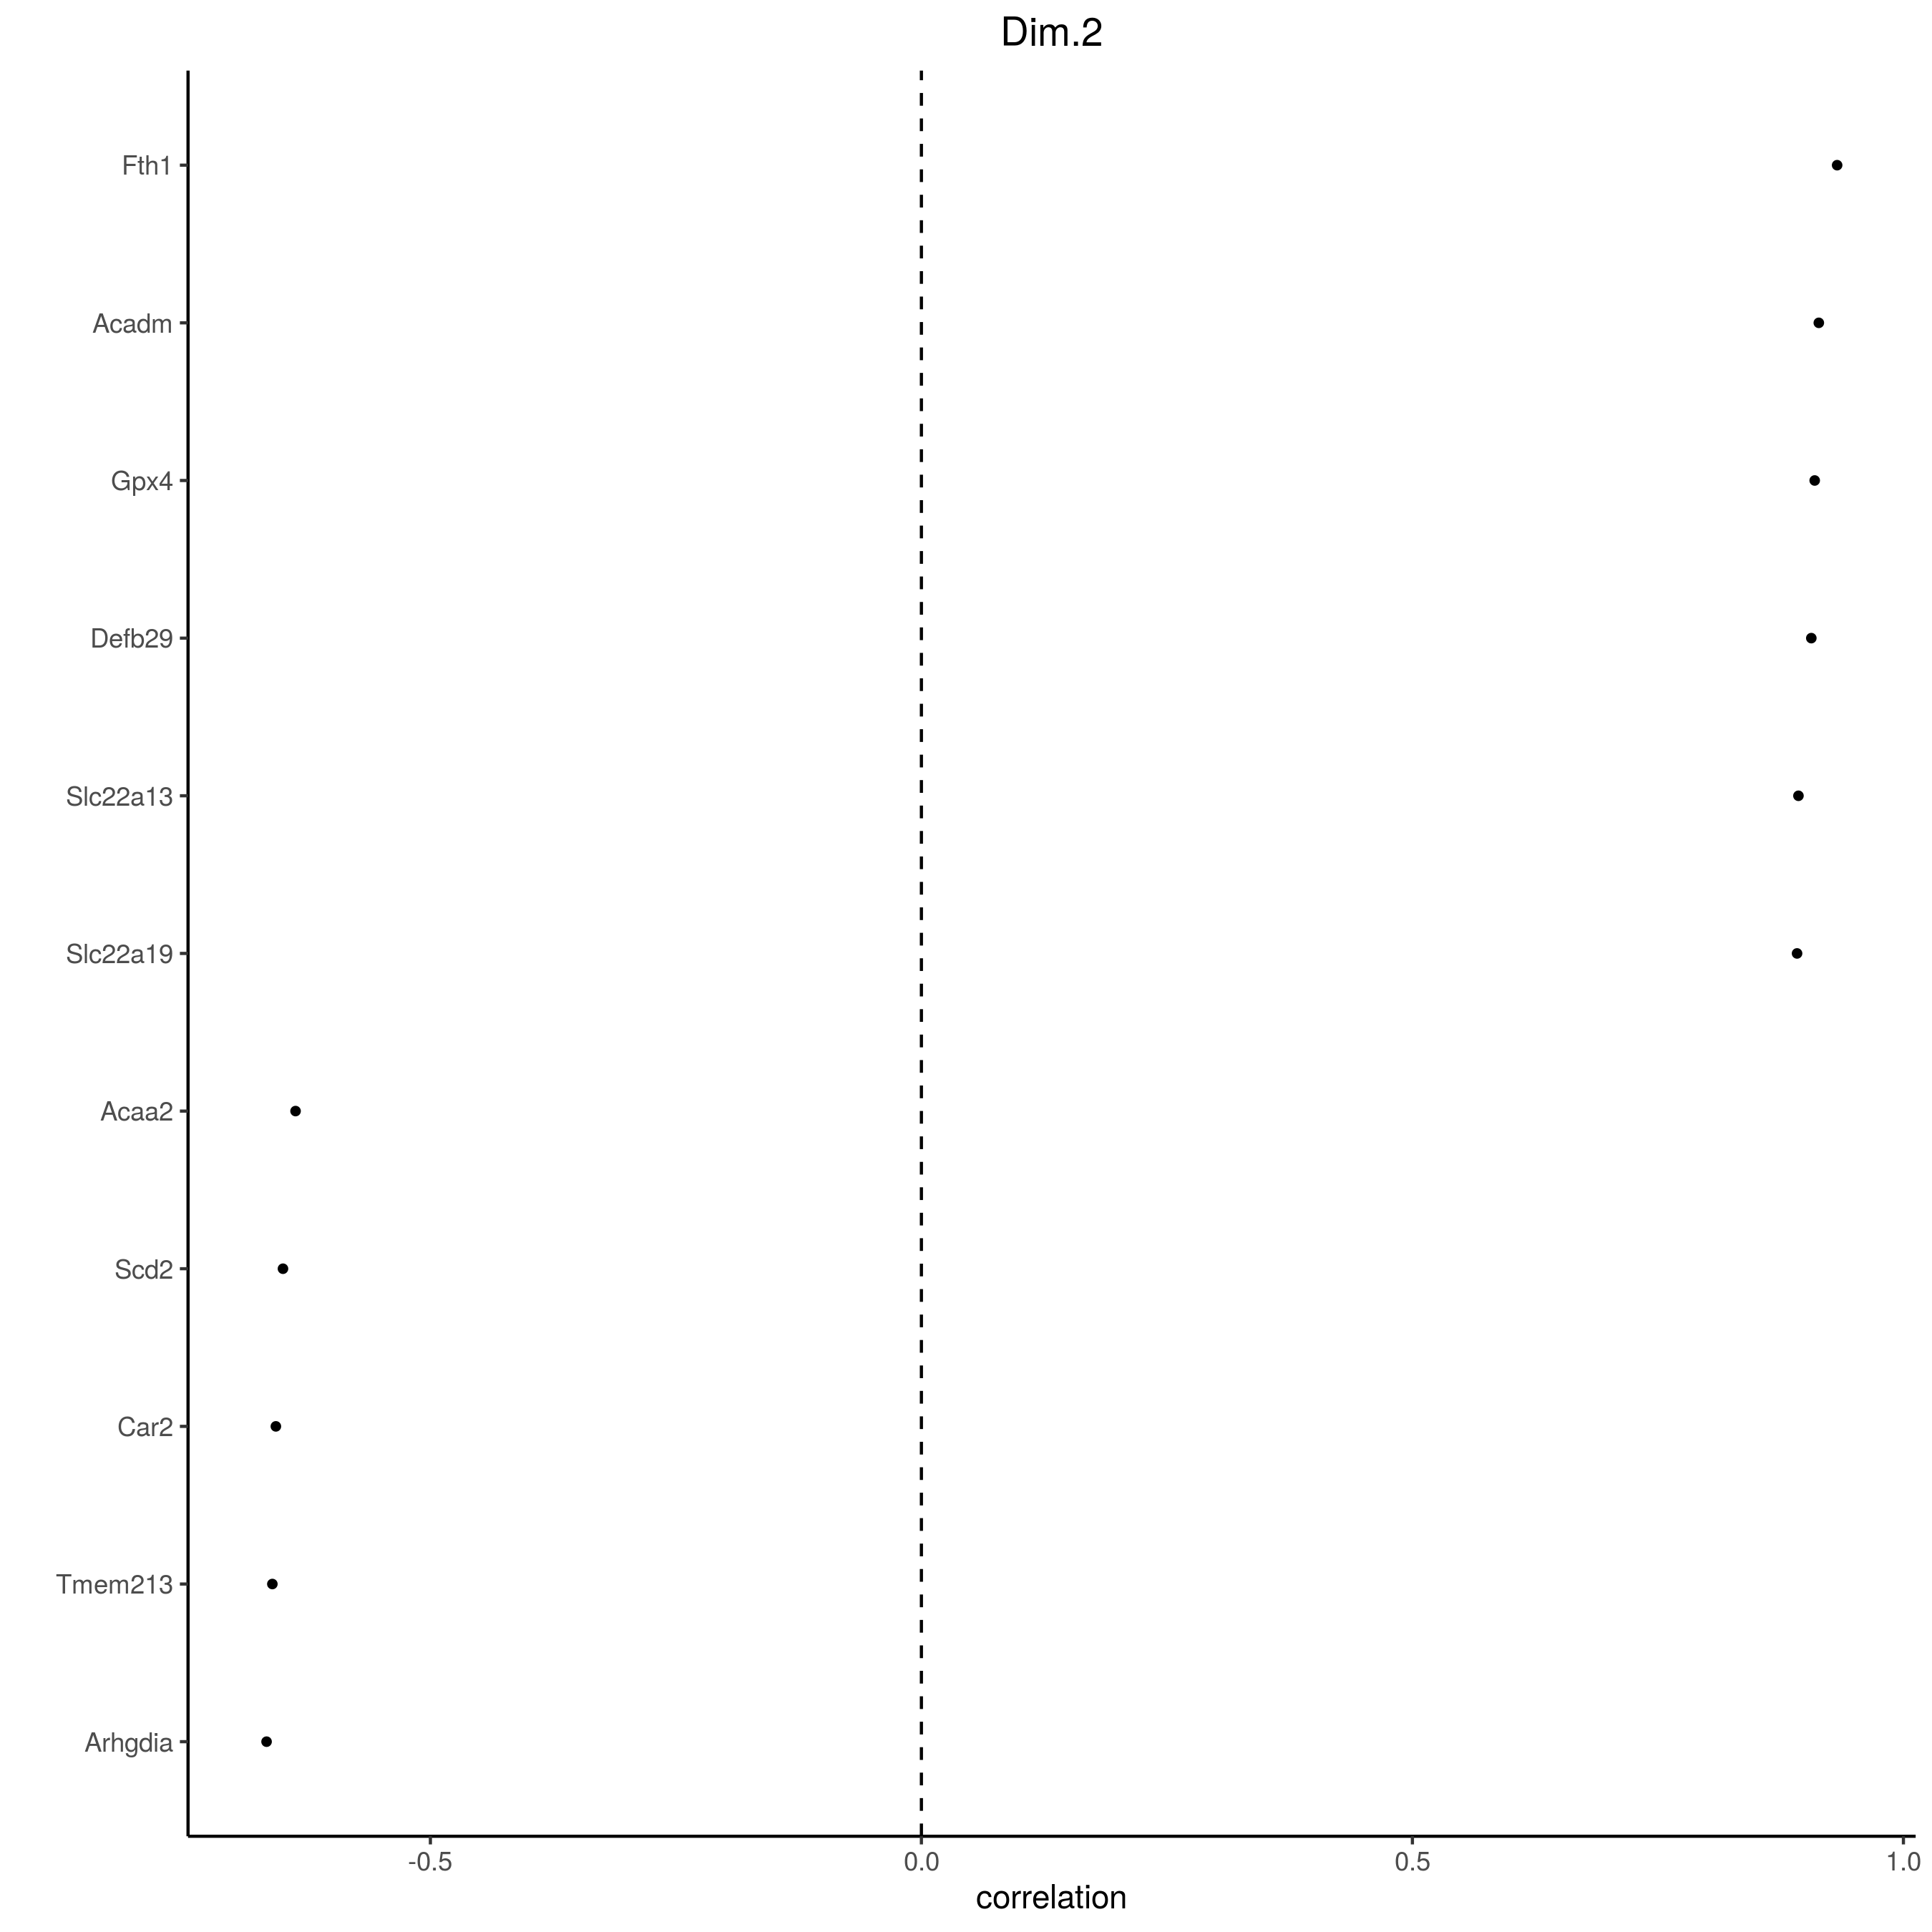 Dim.2
Fth1
Acadm
Gpx4
Defb29
Slc22a13
Slc22a19
Acaa2
Scd2
Car2
Tmem213
Arhgdia
-0.5 0.0 0.5 1.0
correlation